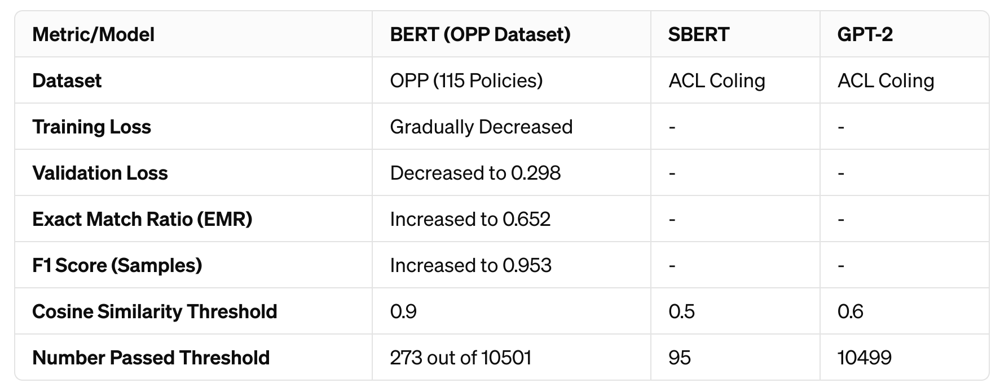 Metric/Model BERT (OPP Dataset) SBERT GPT-2
Dataset OPP (115 Policies) ACL Coling ACL Coling
Training Loss Gradually Decreased - -
Validation Loss Decreased to 0.298 - -
Exact Match Ratio (EMR) Increased to 0.652 - -
F1 Score (Samples) Increased to 0.953 - -
Cosine Similarity Threshold 0.9 0.5 0.6
Number Passed Threshold 273 out of 10501 95 10499